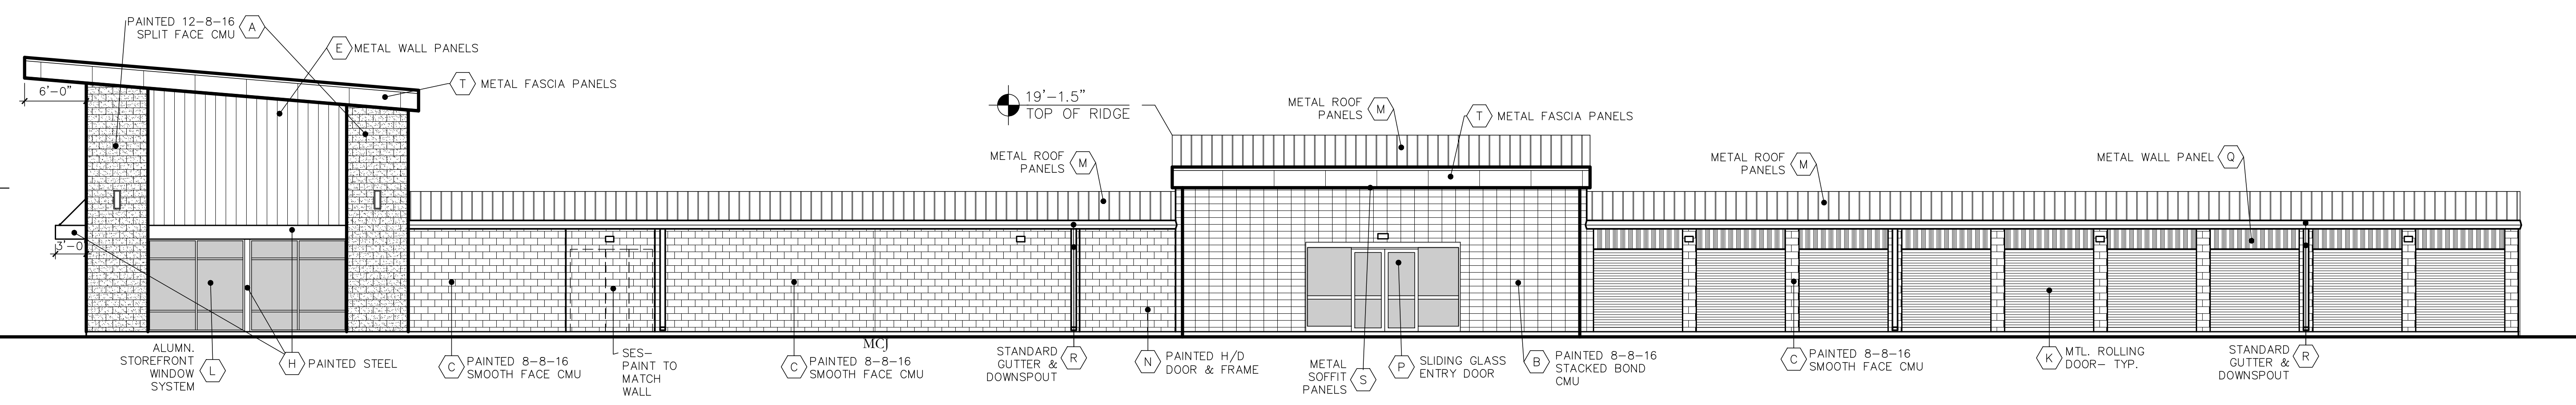 PAINTED 12-8-16
SPLIT FACE CMU
A
E
METAL WALL PANELS
T
METAL FASCIA PANELS
6'-0"
3'-0
19'-1.5"
TOP OF RIDGE
METAL ROOF
PANELS
M
METAL ROOF
PANELS
M
T
METAL FASCIA PANELS
METAL ROOF
PANELS
M
METAL WALL PANEL
Q
ALUMN.
STOREFRONT
WINDOW
SYSTEM
L
H
PAINTED STEEL
C
PAINTED 8-8-16
SMOOTH FACE CMU
SES-
PAINT TO
MATCH
WALL
C
PAINTED 8-8-16
SMOOTH FACE CMU
MCJ
STANDARD
GUTTER &
DOWNSPOUT
R
N
PAINTED H/D
DOOR & FRAME
METAL
SOFFIT
PANELS
S
P
SLIDING GLASS
ENTRY DOOR
B
PAINTED 8-8-16
STACKED BOND
CMU
C
PAINTED 8-8-16
SMOOTH FACE CMU
K
MTL. ROLLING
DOOR- TYP.
STANDARD
GUTTER &
DOWNSPOUT
R